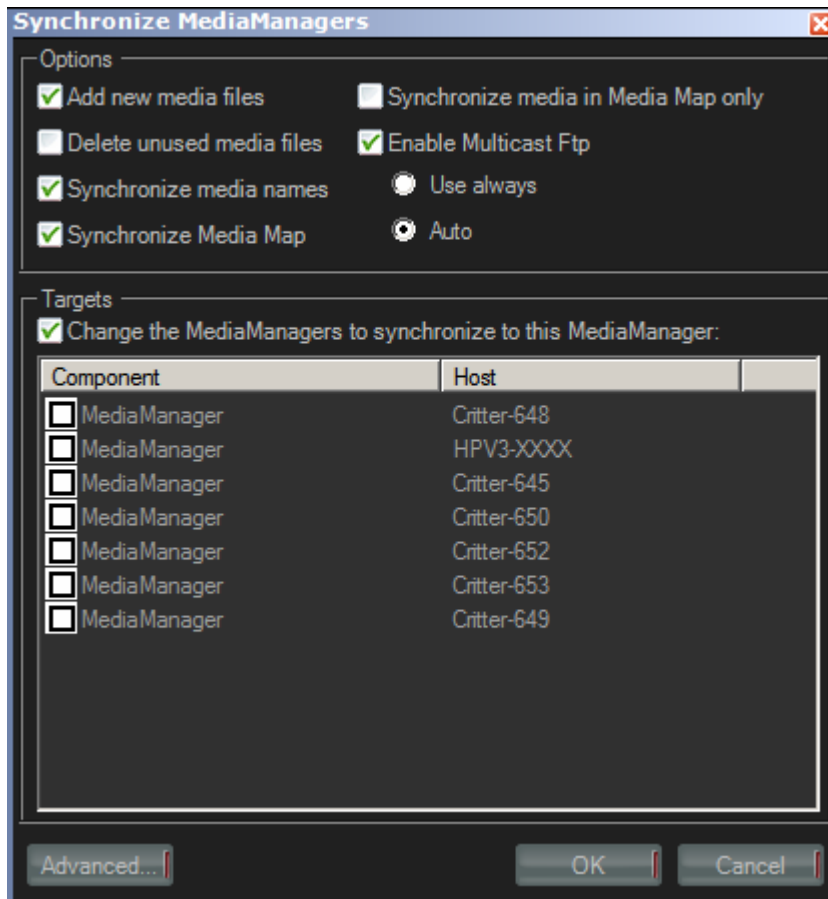 Synchronize MediaManagers
Options
Add new media files
Synchronize media in Media Map only
Delete unused media files
Enable Multicast Ftp
Synchronize media names
Use always
Synchronize Media Map
Auto
Targets
Change the MediaManagers to synchronize to this MediaManager:
Component Host
MediaManager Critter-648
MediaManager HPV3-XXXX
MediaManager Critter-645
MediaManager Critter-650
MediaManager Critter-652
MediaManager Critter-653
MediaManager Critter-649
Advanced... OK Cancel